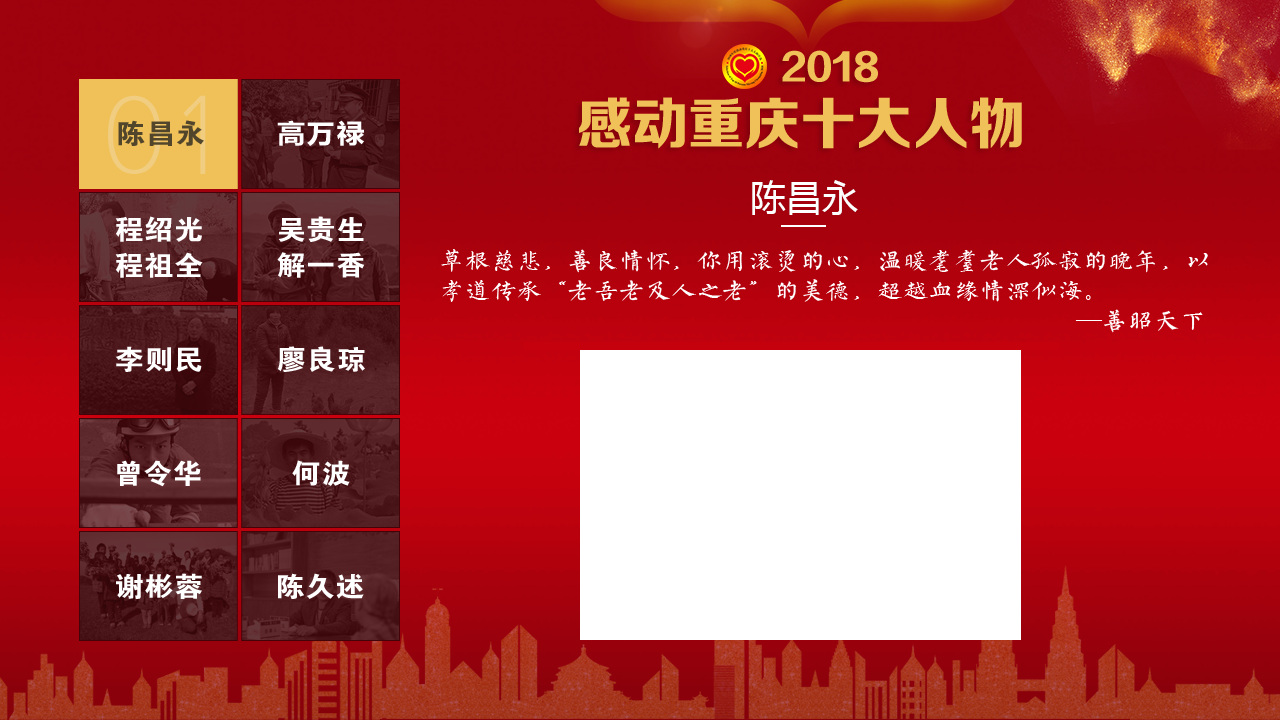 01
陈昌永
高万禄
程绍光
程祖全
吴贵生
解一香
李则民
廖良琼
曾令华
何波
谢彬蓉
陈久述
2018
感动重庆十大人物
陈昌永
草根慈悲，善良情怀，你用滚烫的心，温暖耄耋老人孤寂的晚年，以
孝道传承“老吾老及人之老”的美德，超越血缘情深似海。
—善昭天下